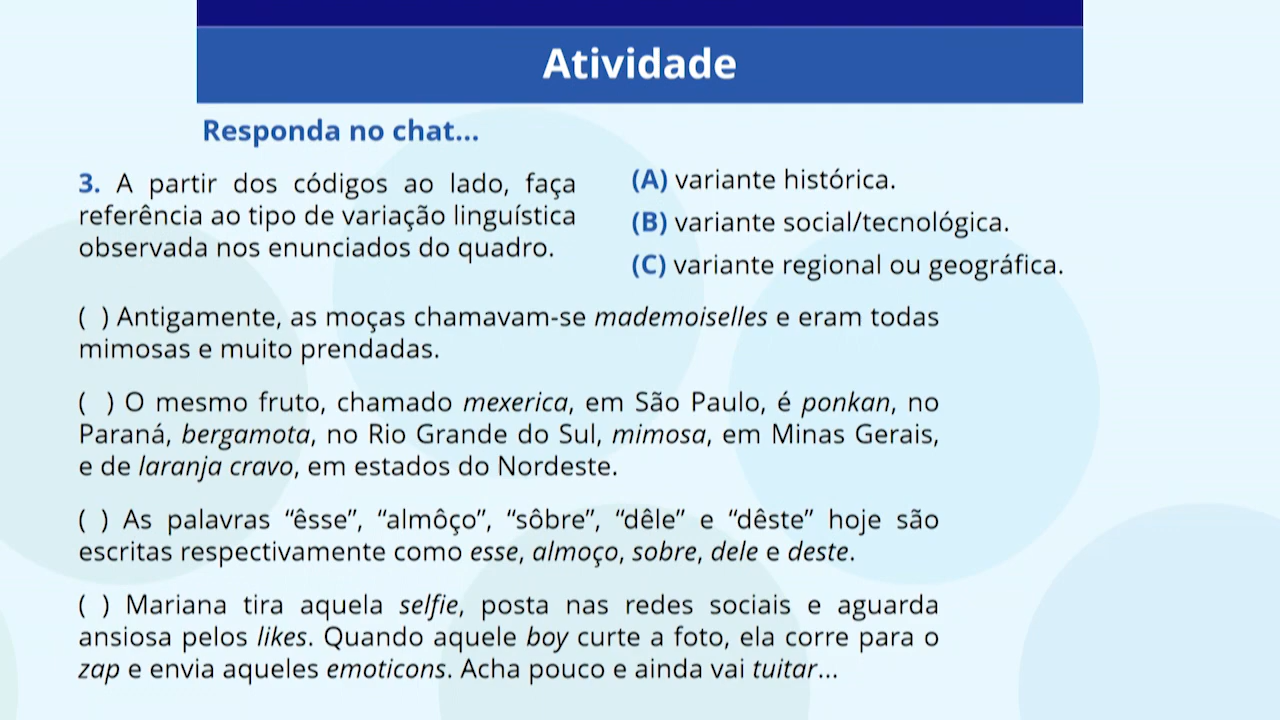 Atividade
Responda no chat...
3. A partir dos códigos ao lado, faça
referência ao tipo de variação linguística
observada nos enunciados do quadro.
(A) variante histórica.
(B) variante social/tecnológica.
(C) variante regional ou geográfica.
( ) Antigamente, as moças chamavam-se mademoiselles e eram todas
mimosas e muito prendadas.
( ) O mesmo fruto, chamado mexerica, em São Paulo, é ponkan, no
Paraná, bergamota, no Rio Grande do Sul, mimosa, em Minas Gerais,
e de laranja cravo, em estados do Nordeste.
( ) As palavras “êsse”, “almôço”, “sôbre”, “dêle” e “dêste” hoje são
escritas respectivamente como esse, almoço, sobre, dele e deste.
( ) Mariana tira aquela selfie, posta nas redes sociais e aguarda
ansiosa pelos likes. Quando aquele boy curte a foto, ela corre para o
zap e envia aqueles emoticons. Acha pouco e ainda vai tuitar...